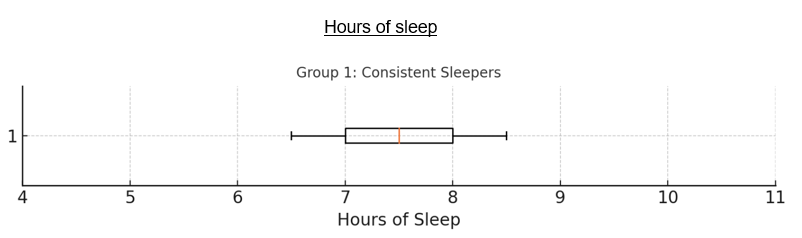 Hours of sleep
Group 1: Consistent Sleepers
1
4 5 6 7 8 9 10 11
Hours of Sleep